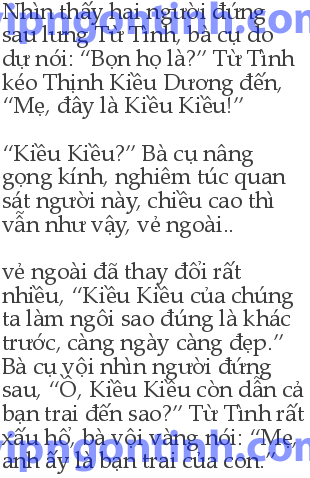 Nhìn thấy hai người đứng
sau lưng Từ Tình, bà cụ do
dự nói: “Bọn họ là?” Từ Tình
kéo Thịnh Kiều Dương đến,
“Mẹ, đây là Kiều Kiều!”
“Kiều Kiều?” Bà cụ nâng
gọng kính, nghiêm túc quan
sát người này, chiều cao thì
vẫn như vậy, vẻ ngoài..
vẻ ngoài đã thay đổi rất
nhiều, “Kiều Kiều của chúng
ta làm ngôi sao đúng là khác
trước, càng ngày càng đẹp.”
Bà cụ vội nhìn người đứng
sau, “Ồ, Kiều Kiều còn dẫn cả
bạn trai đến sao?” Từ Tình rất
xấu hổ, bà vội vàng nói: “Mẹ,
anh ấy là bạn trai của con.”
vipngontinh.com